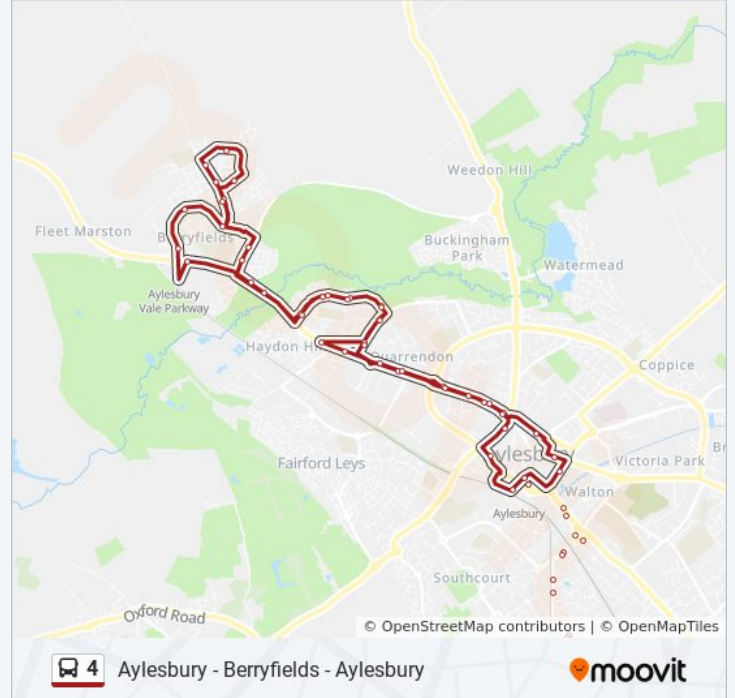 Weedon Hill
Fleet Marston
Berryfields
Buckingham
Park
Watermead
Aylesbury
Vale Parkway
Haydon Hill
Quarrendon
Coppice
Aylesbury
Victoria Park
Fairford Leys
Walton
Aylesbury
Southcourt
Oxford Road
© OpenStreetMap contributors | © OpenMapTiles
4 Aylesbury - Berryfields - Aylesbury
moovit